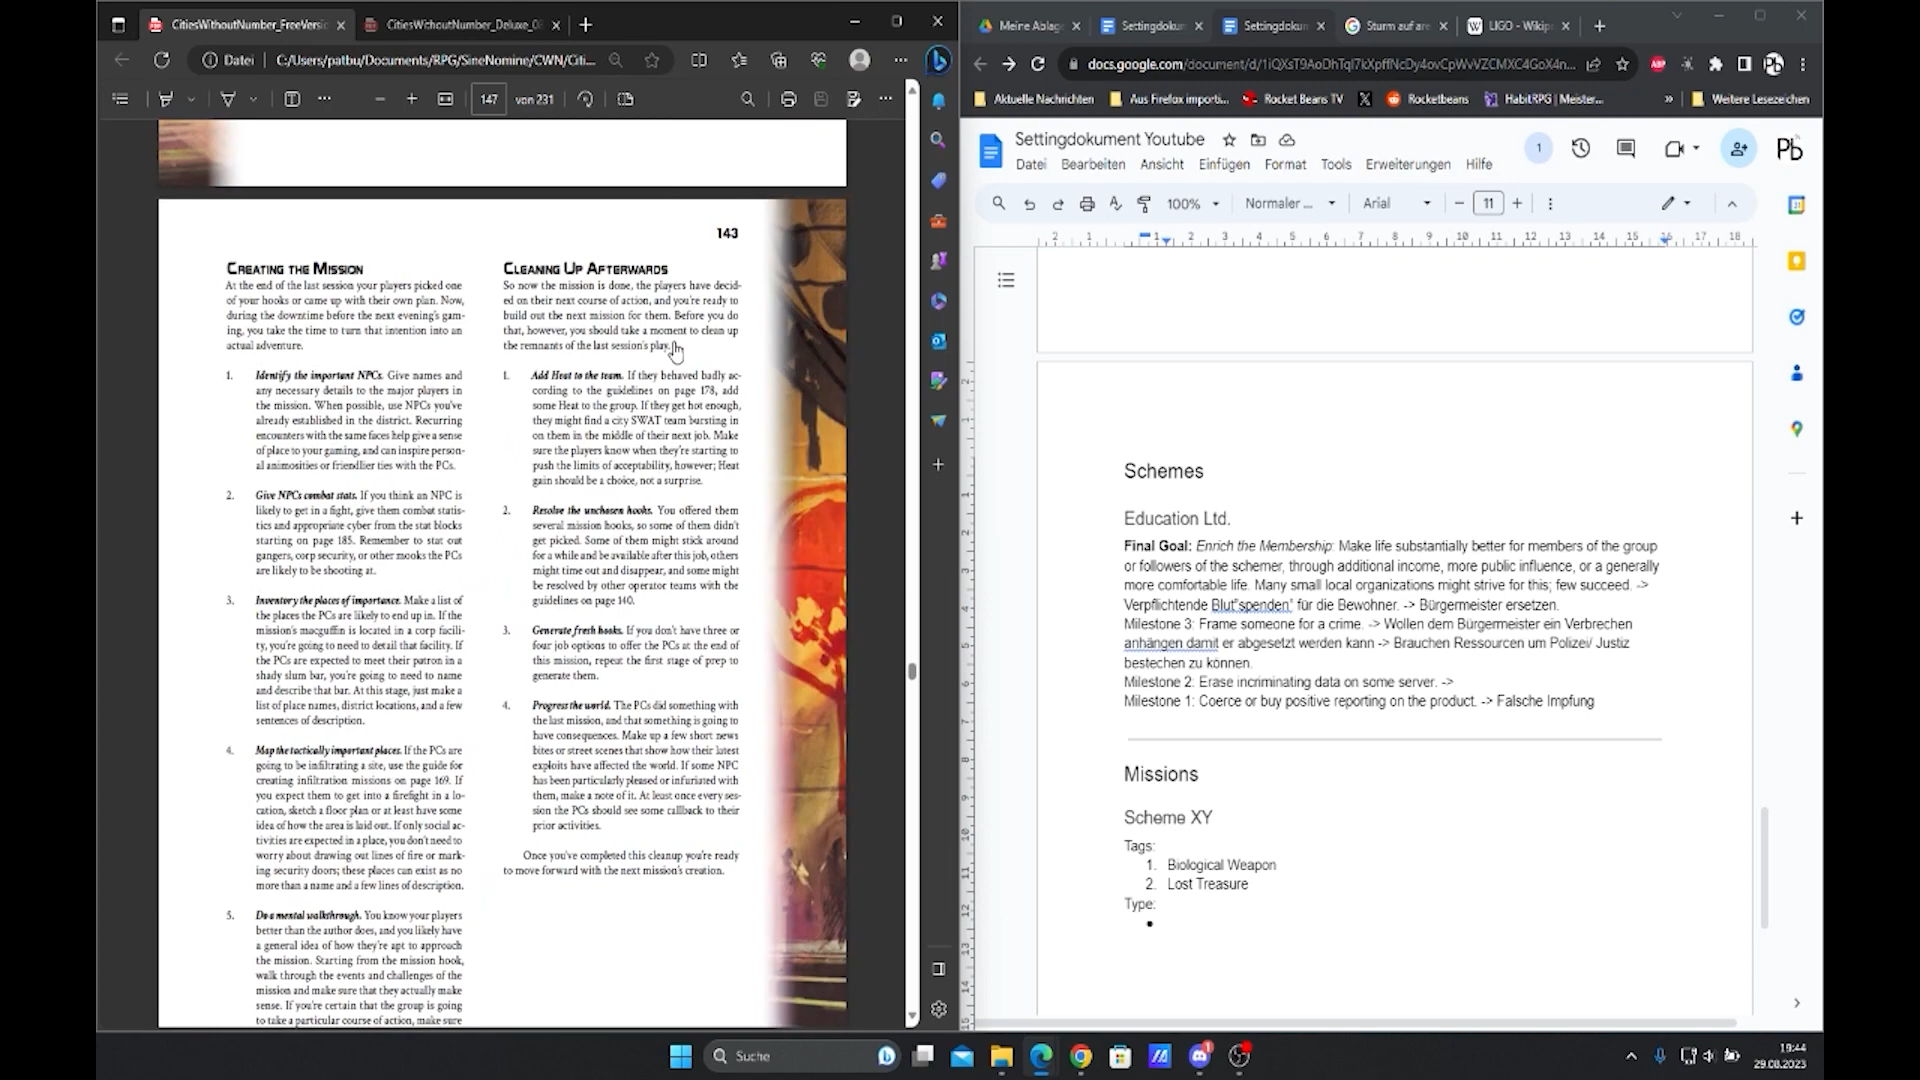 CitiesWithoutNumber_FreeVersi
CitiesWithoutNumber_Deluxe_0
Datei
C:/Users/patbu/Documents/RPG/SineNomine/CWN/Citi...
147 von 231
143
CREATING THE MISSION
At the end of the last session your players picked one
of your hooks or came up with their own plan. Now,
during the downtime before the next evening's gam-
ing, you take the time to turn that intention into an
actual adventure.
1. Identify the important NPCs. Give names and
any necessary details to the major players in
the mission. When possible, use NPCs you've
already established in the district. Recurring
encounters with the same faces help give a sense
of place to your gaming, and can inspire person-
al animosities or friendlier ties with the PCs.
2. Give NPCs combat stats. If you think an NPC is
likely to get in a fight, give them combat statis-
tics and appropriate cyber from the stat blocks
starting on page 185. Remember to stat out
gangers, corp security, or other mooks the PCs
are likely to be shooting at.
3. Inventory the places of importance. Make a list of
the places the PCs are likely to end up in. If the
mission's macguffin is located in a corp facili-
ty, you're going to need to detail that facility. If
the PCs are expected to meet their patron in a
shady slum bar, you're going to need to name
and describe that bar. At this stage, just make a
list of place names, district locations, and a few
sentences of description.
4. Map the tactically important places. If the PCs are
going to be infiltrating a site, use the guide for
creating infiltration missions on page 169. If
you expect them to get into a firefight in a lo-
cation, sketch a floor plan or at least have some
idea of how the area is laid out. If only social ac-
tivities are expected in a place, you don't need to
worry about drawing out lines of fire or mark-
ing security doors; these places can exist as no
more than a name and a few lines of description.
5. Do a mental walkthrough. You know your players
better than the author does, and you likely have
a general idea of how they're apt to approach
the mission. Starting from the mission hook,
walk through the events and challenges of the
mission and make sure that they actually make
sense. If you're certain that the group is going
to take a particular course of action, make sure
CLEANING UP AFTERWARDS
So now the mission is done, the players have decid-
ed on their next course of action, and you're ready to
build out the next mission for them. Before you do
that, however, you should take a moment to clean up
the remnants of the last session's play.
1. Add Heat to the team. If they behaved badly ac-
cording to the guidelines on page 178, add
some Heat to the group. If they get hot enough,
they might find a city SWAT team bursting in
on them in the middle of their next job. Make
sure the players know when they're starting to
push the limits of acceptability, however; Heat
gain should be a choice, not a surprise.
2. Resolve the unchosen hooks. You offered them
several mission hooks, so some of them didn't
get picked. Some of them might stick around
for a while and be available after this job, others
might time out and disappear, and some might
be resolved by other operator teams with the
guidelines on page 140.
3. Generate fresh hooks. If you don't have three or
four job options to offer the PCs at the end of
this mission, repeat the first stage of prep to
generate them.
4. Progress the world. The PCs did something with
the last mission, and that something is going to
have consequences. Make up a few short news
bites or street scenes that show how their latest
exploits have affected the world. If some NPC
has been particularly pleased or infuriated with
them, make a note of it. At least once every ses-
sion the PCs should see some callback to their
prior activities.
Once you've completed this cleanup you're ready
to move forward with the next mission's creation.
Meine Ablag
Settingdokun
Settingdokun
Sturm auf are
LIGO - Wikip
docs.google.com/document/d/1iQXsT9AoDhTqI7kXpffNcDy4ovCpWvVZCMXC4GoX4n...
Aktuelle Nachrichten
Aus Firefox importi...
Rocket Beans TV
Rocketbeans
HabitRPG | Meister...
» Weitere Lesezeichen
Settingdokument Youtube
Datei Bearbeiten Ansicht Einfügen Format Tools Erweiterungen Hilfe
1
Pb
100% Normaler ... Arial − 11 +
2 1 1 2 3 4 5 6 7 8 9 10 11 12 13 14 15 16 17 18
Schemes
Education Ltd.
Final Goal: Enrich the Membership: Make life substantially better for members of the group
or followers of the schemer, through additional income, more public influence, or a generally
more comfortable life. Many small local organizations might strive for this; few succeed. ->
Verpflichtende Blut"spenden" für die Bewohner. -> Bürgermeister ersetzen.
Milestone 3: Frame someone for a crime. -> Wollen dem Bürgermeister ein Verbrechen
anhängen damit er abgesetzt werden kann -> Brauchen Ressourcen um Polizei/ Justiz
bestechen zu können.
Milestone 2: Erase incriminating data on some server. ->
Milestone 1: Coerce or buy positive reporting on the product. -> Falsche Impfung
Missions
Scheme XY
Tags:
1. Biological Weapon
2. Lost Treasure
Type:
•
Suche
19:44
29.08.2023